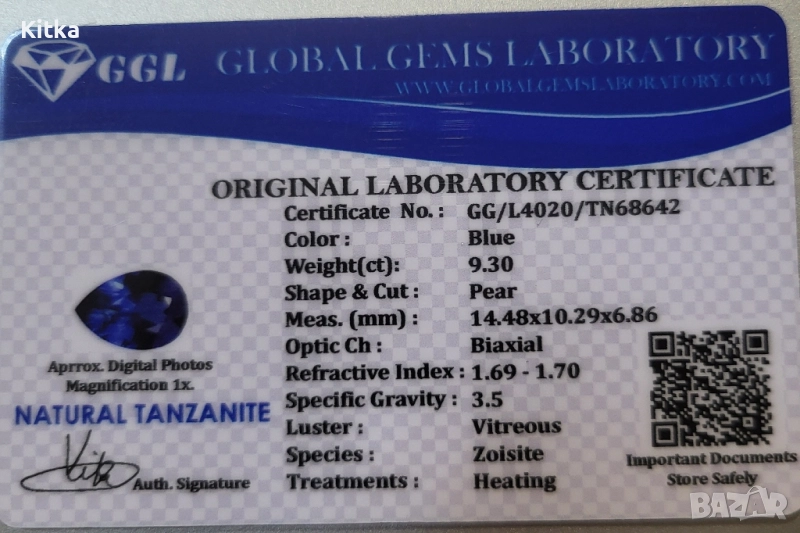 Kitka
GGL GLOBAL GEMS LABORATORY
WWW.GLOBALGEMSLABORATORY.COM
ORIGINAL LABORATORY CERTIFICATE
Certificate No. : GG/L4020/TN68642
Color : Blue
Weight(ct): 9.30
Shape & Cut : Pear
Meas. (mm) : 14.48x10.29x6.86
Optic Ch : Biaxial
Refractive Index : 1.69 - 1.70
Specific Gravity : 3.5
Luster : Vitreous
Species : Zoisite
Treatments : Heating
Aprrox. Digital Photos
Magnification 1x.
NATURAL TANZANITE
Auth. Signature
Important Documents
Store Safely
BAZAR